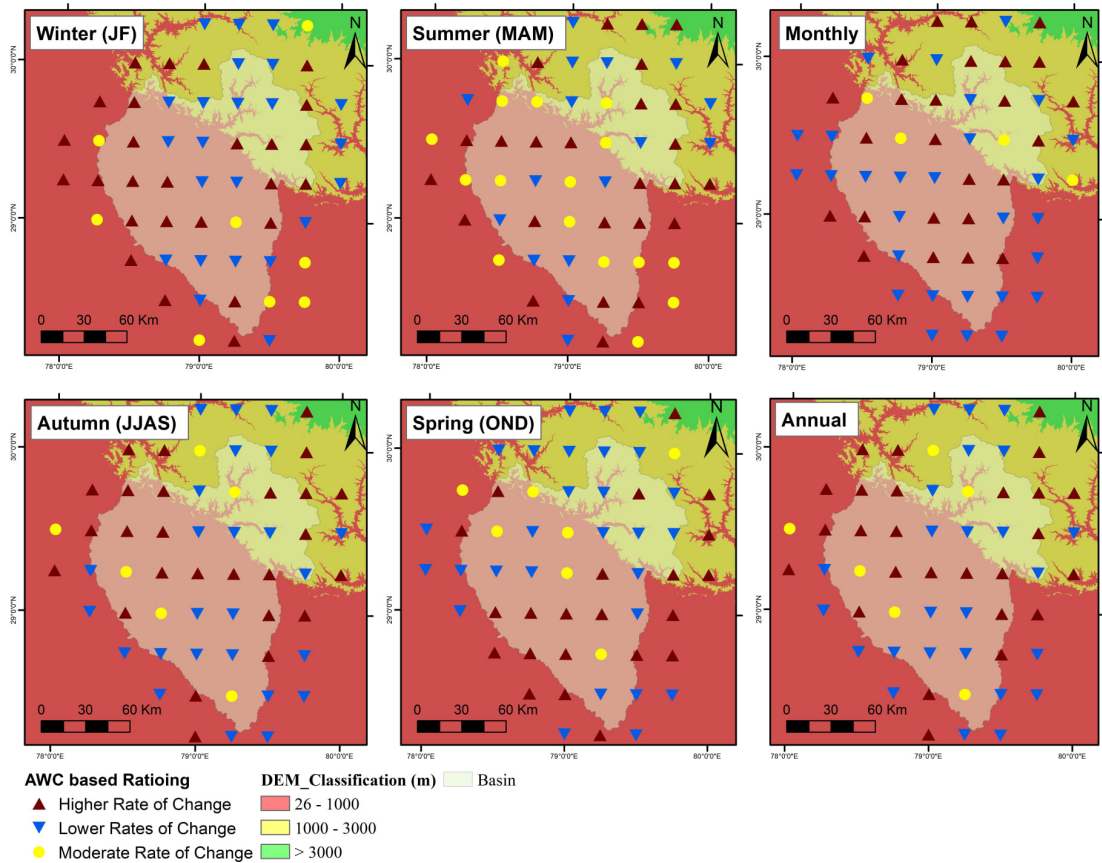 Winter (JF)
Summer (MAM)
Monthly
N
N
N
30°0'0"N
29°0'0"N
30°0'0"N
29°0'0"N
30°0'0"N
29°0'0"N
0 30 60 Km
0 30 60 Km
0 30 60 Km
78°0'0"E
79°0'0"E
80°0'0"E
78°0'0"E
79°0'0"E
80°0'0"E
78°0'0"E
79°0'0"E
80°0'0"E
Autumn (JJAS)
Spring (OND)
Annual
N
N
N
30°0'0"N
29°0'0"N
30°0'0"N
29°0'0"N
30°0'0"N
29°0'0"N
0 30 60 Km
0 30 60 Km
0 30 60 Km
78°0'0"E
79°0'0"E
80°0'0"E
78°0'0"E
79°0'0"E
80°0'0"E
78°0'0"E
79°0'0"E
80°0'0"E
AWC based Ratioing
Higher Rate of Change
Lower Rates of Change
Moderate Rate of Change
DEM_Classification (m)
26 - 1000
1000 - 3000
> 3000
Basin